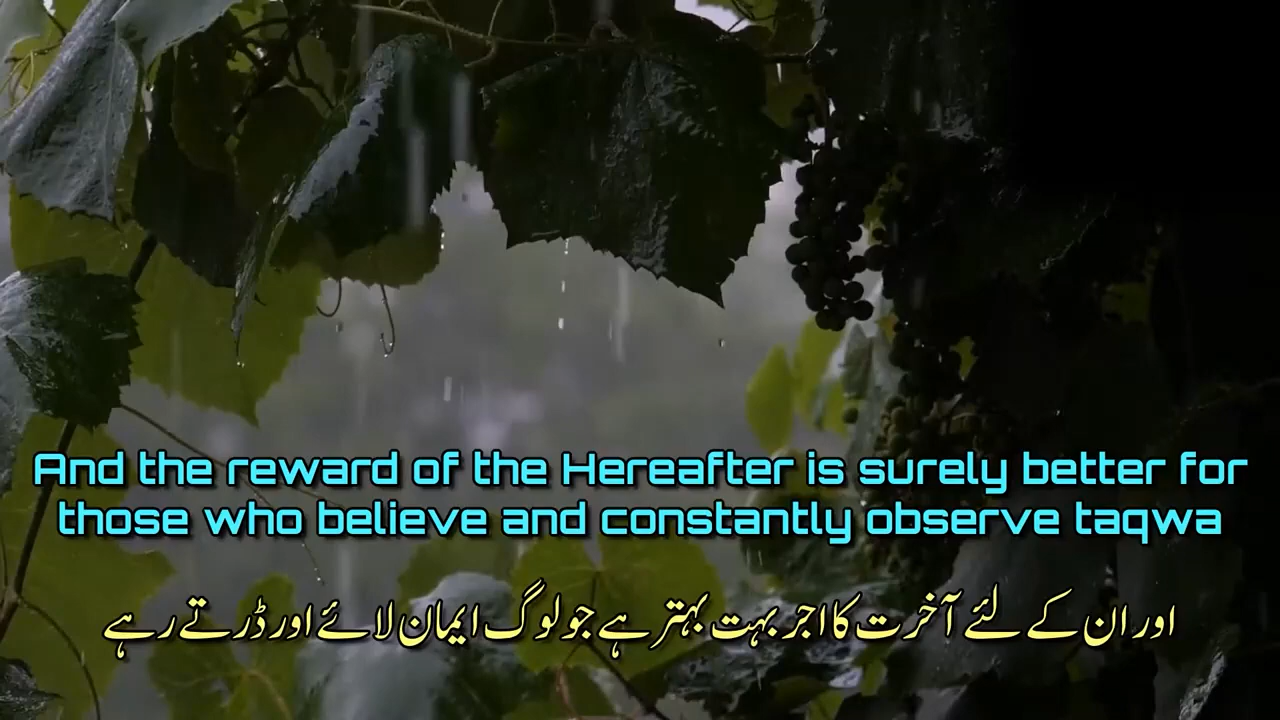 And the reward of the Hereafter is surely better for
those who believe and constantly observe taqwa
اور ان کے لئے آخرت کا اجر بہت بہتر ہے جو لوگ ایمان لائے اور ڈرتے رہے